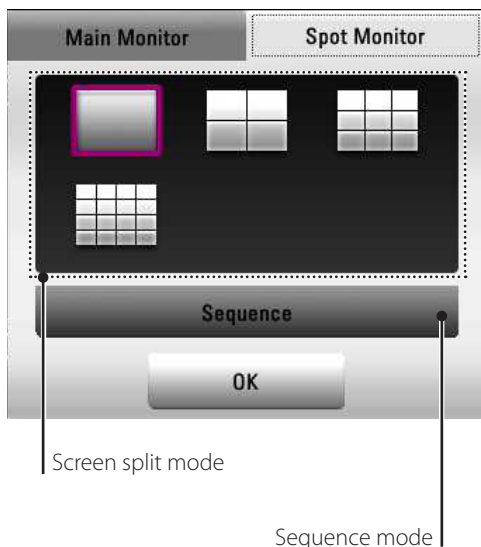 Main Monitor
Spot Monitor
Sequence
OK
Screen split mode
Sequence mode